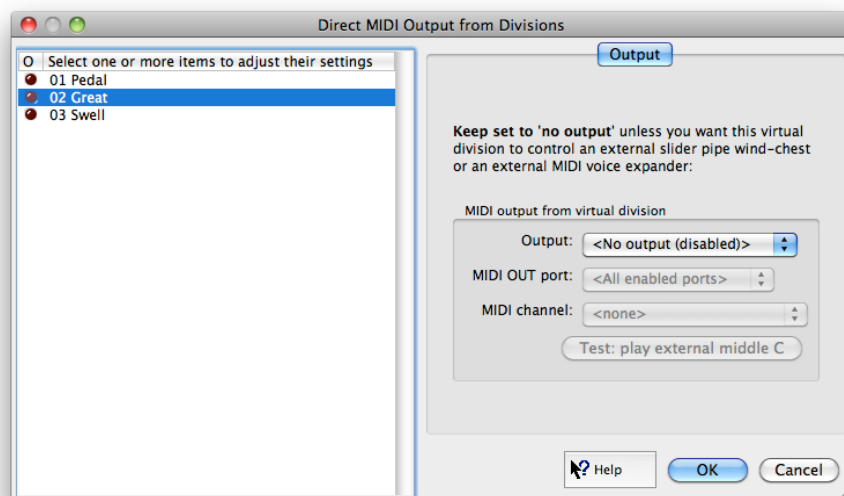 Direct MIDI Output from Divisions
O Select one or more items to adjust their settings
01 Pedal
02 Great
03 Swell
Output
Keep set to 'no output' unless you want this virtual
division to control an external slider pipe wind-chest
or an external MIDI voice expander:
MIDI output from virtual division
Output: <No output (disabled)>
MIDI OUT port: <All enabled ports>
MIDI channel: <none>
Test: play external middle C
? Help
OK
Cancel